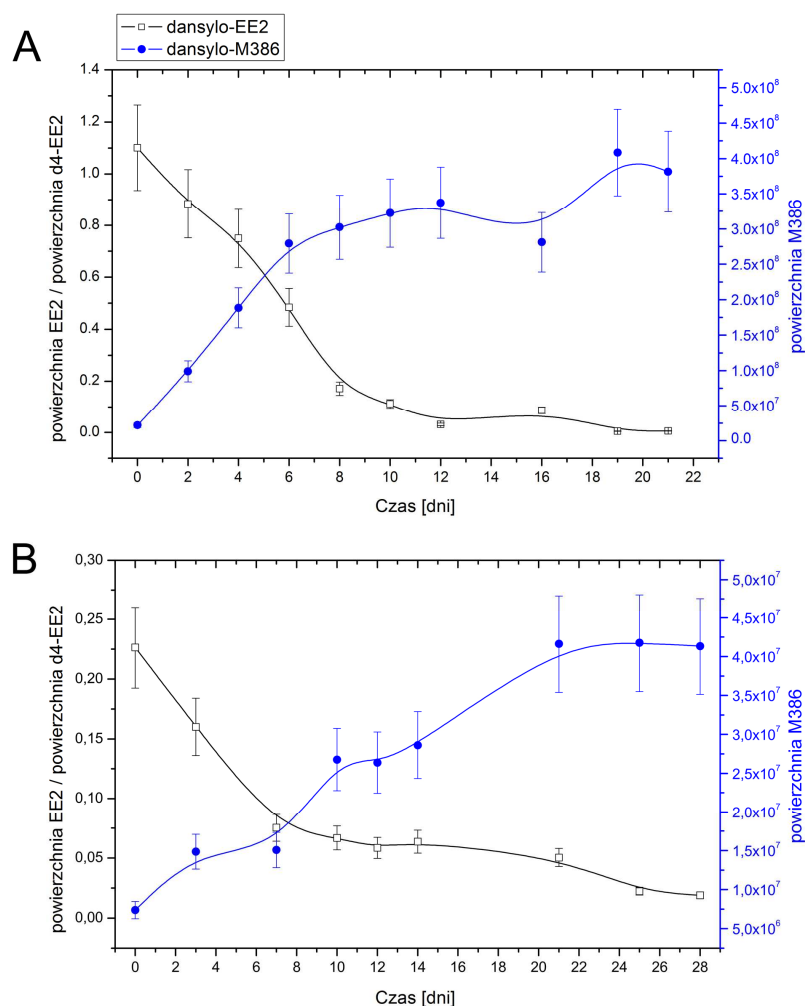 dansylo-EE2
dansylo-M386
A
powierzchnia EE2 / powierzchnia d4-EE2
1.4
1.2
1.0
0.8
0.6
0.4
0.2
0.0
0 2 4 6 8 10 12 14 16 18 20 22
Czas [dni]
5.0x10⁸
4.5x10⁸
4.0x10⁸
3.5x10⁸
3.0x10⁸
2.5x10⁸
2.0x10⁸
1.5x10⁸
1.0x10⁸
5.0x10⁷
0.0
powierzchnia M386
B
powierzchnia EE2 / powierzchnia d4-EE2
0,30
0,25
0,20
0,15
0,10
0,05
0,00
0 2 4 6 8 10 12 14 16 18 20 22 24 26 28
Czas [dni]
5,0x10⁷
4,5x10⁷
4,0x10⁷
3,5x10⁷
3,0x10⁷
2,5x10⁷
2,0x10⁷
1,5x10⁷
1,0x10⁷
5,0x10⁶
powierzchnia M386